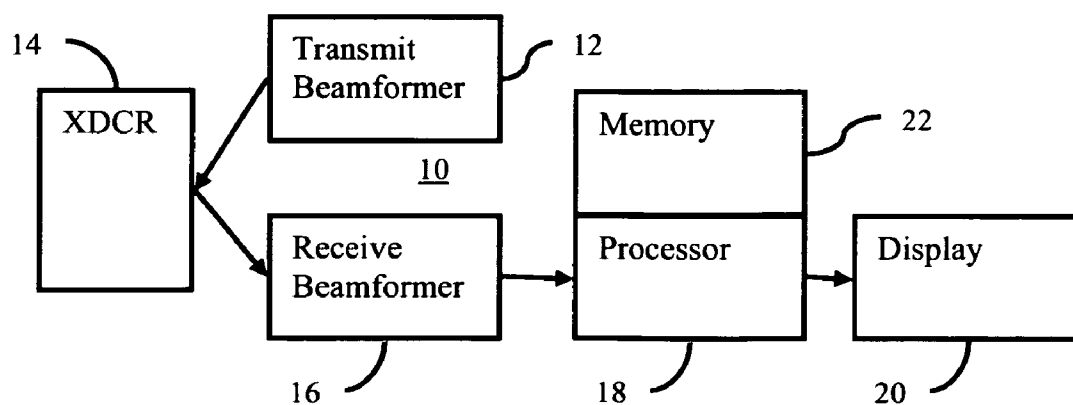 14
XDCR
Transmit
Beamformer
12
10
Memory
22
Receive
Beamformer
16
Processor
18
Display
20